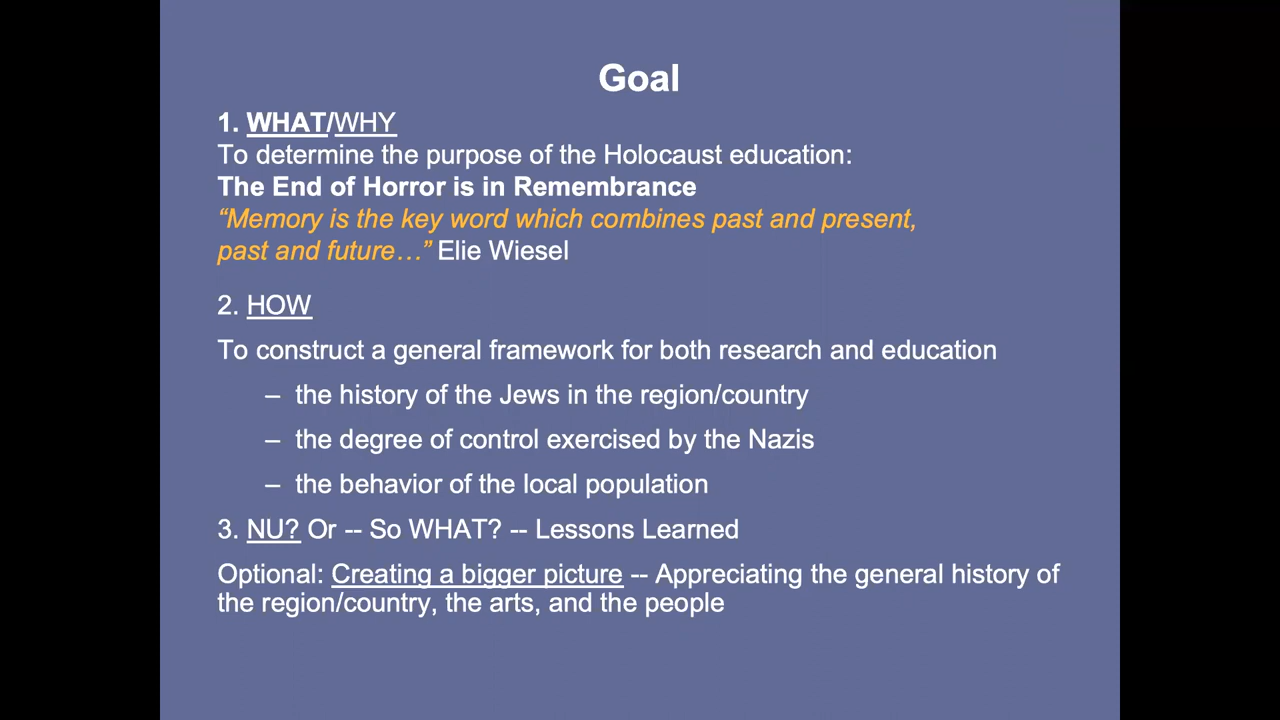 Goal
1. WHAT/WHY
To determine the purpose of the Holocaust education:
The End of Horror is in Remembrance
“Memory is the key word which combines past and present,
past and future…” Elie Wiesel
2. HOW
To construct a general framework for both research and education
– the history of the Jews in the region/country
– the degree of control exercised by the Nazis
– the behavior of the local population
3. NU? Or -- So WHAT? -- Lessons Learned
Optional: Creating a bigger picture -- Appreciating the general history of
the region/country, the arts, and the people